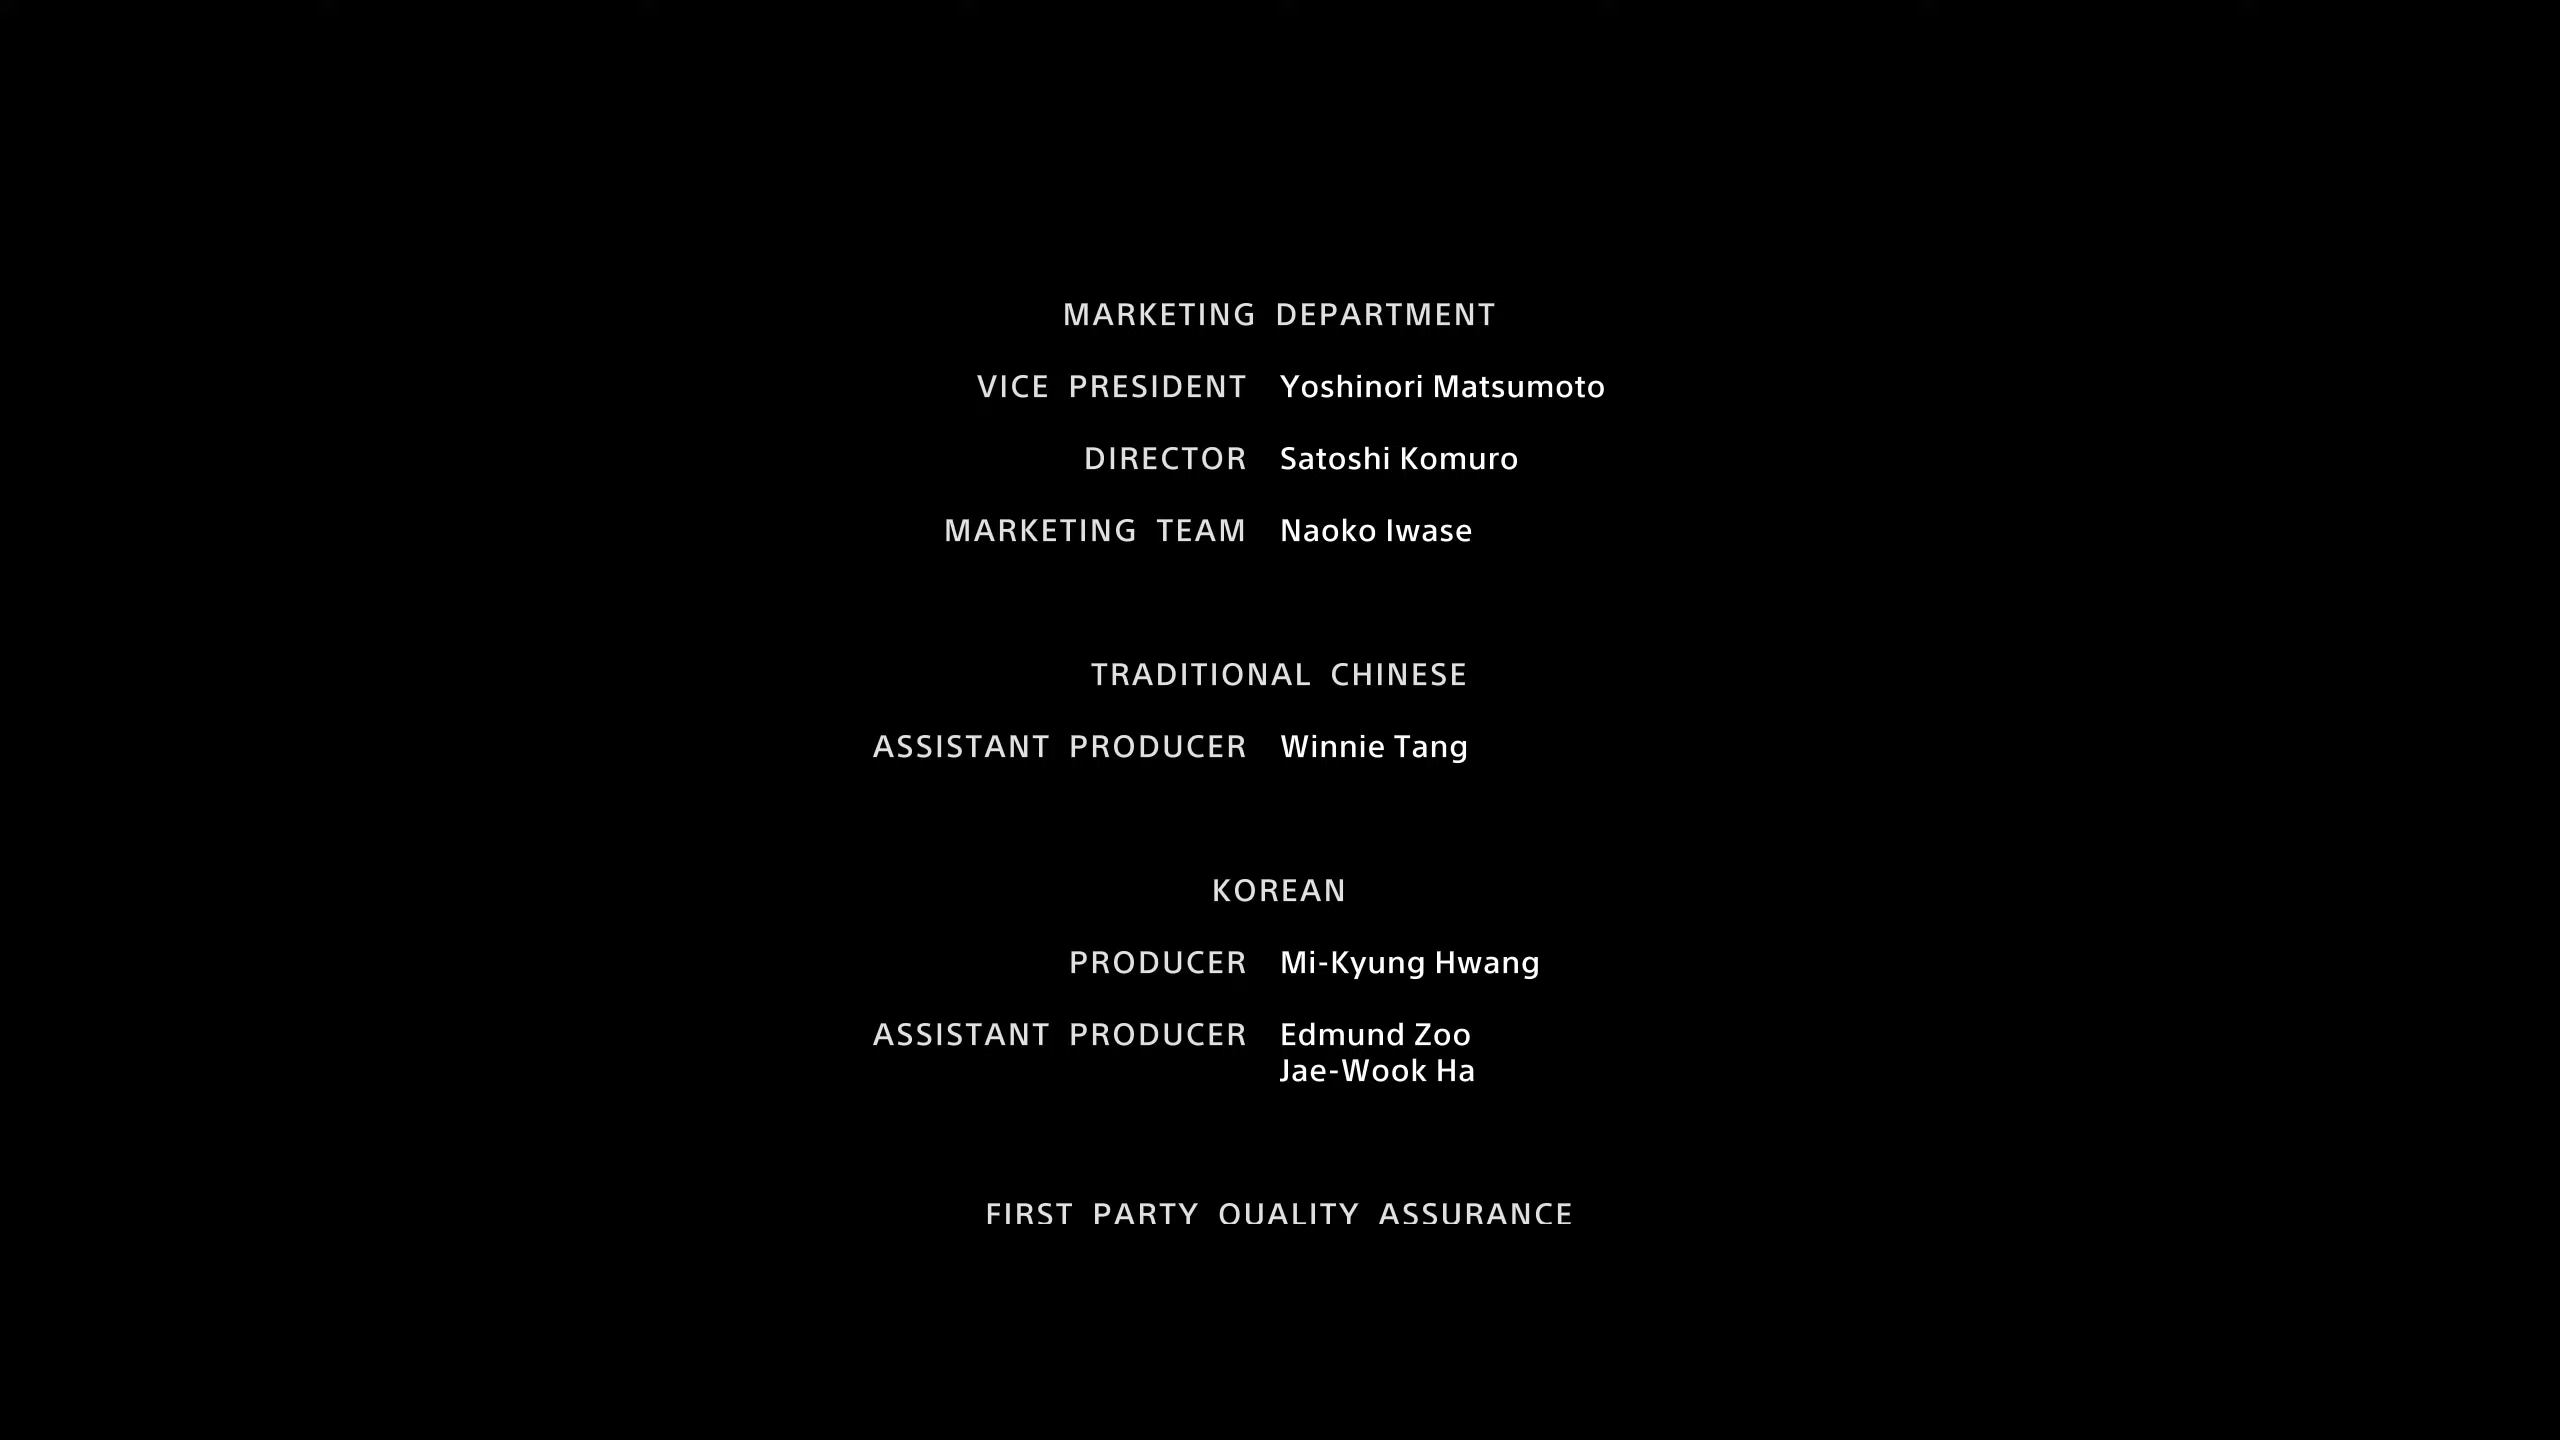 MARKETING DEPARTMENT
VICE PRESIDENT Yoshinori Matsumoto
DIRECTOR Satoshi Komuro
MARKETING TEAM Naoko Iwase
TRADITIONAL CHINESE
ASSISTANT PRODUCER Winnie Tang
KOREAN
PRODUCER Mi-Kyung Hwang
ASSISTANT PRODUCER Edmund Zoo
Jae-Wook Ha
FIRST PARTY QUALITY ASSURANCE